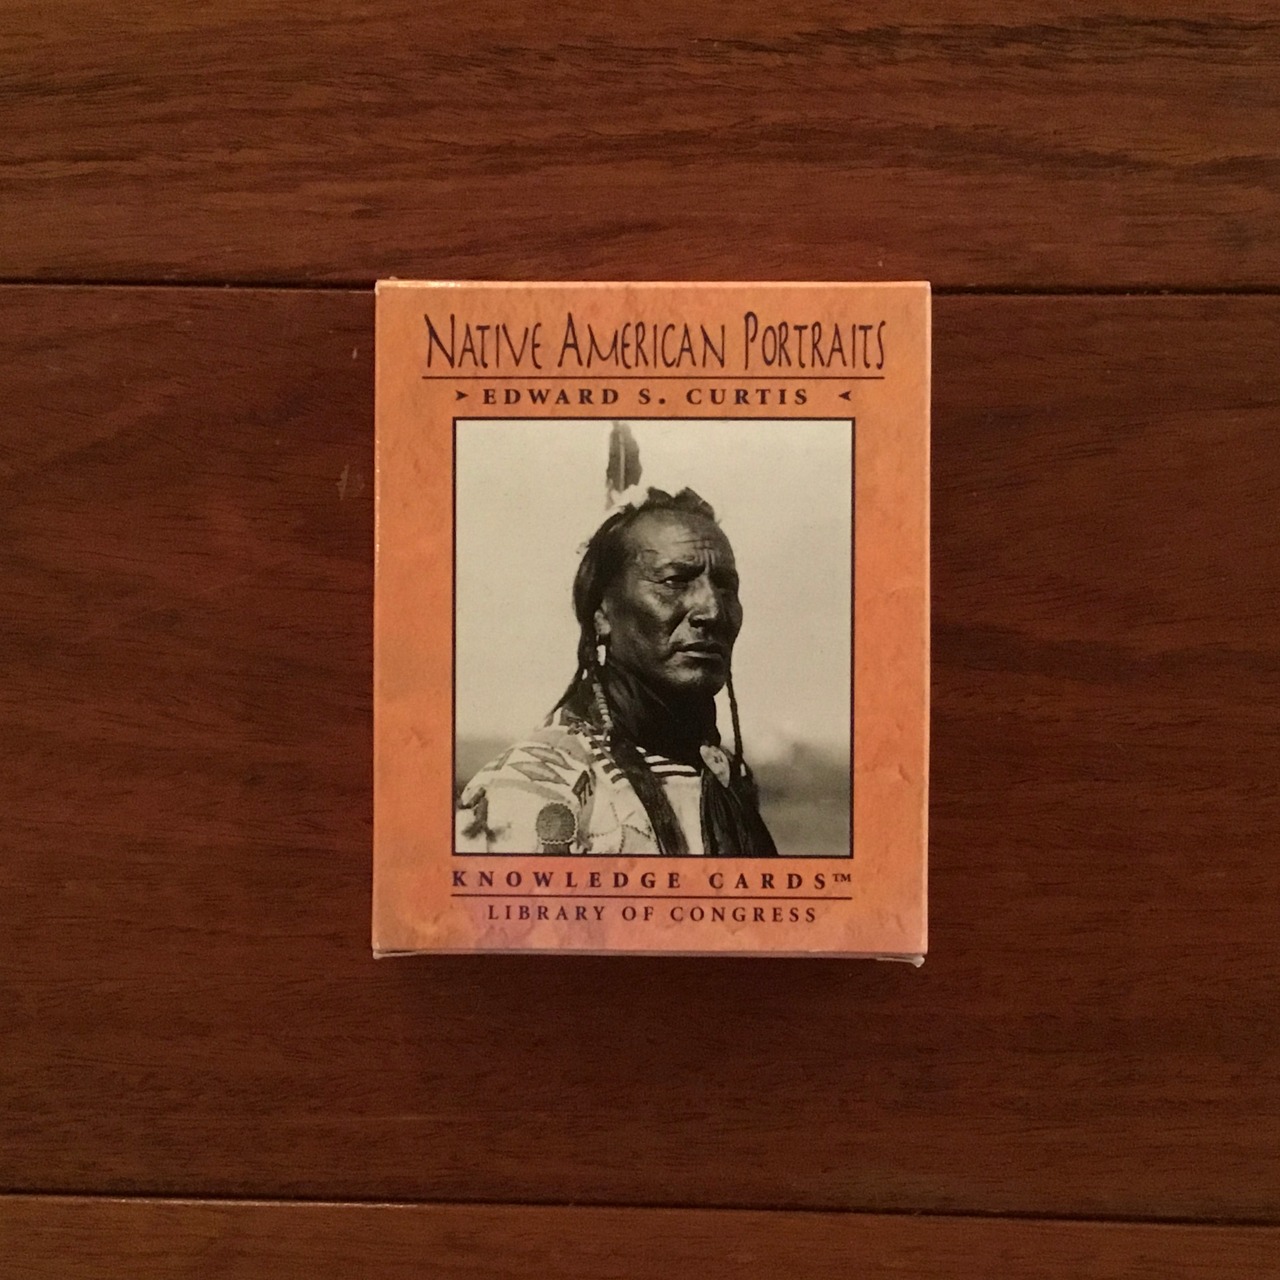 NATIVE AMERICAN PORTRAITS
EDWARD S. CURTIS
KNOWLEDGE CARDS™
LIBRARY OF CONGRESS